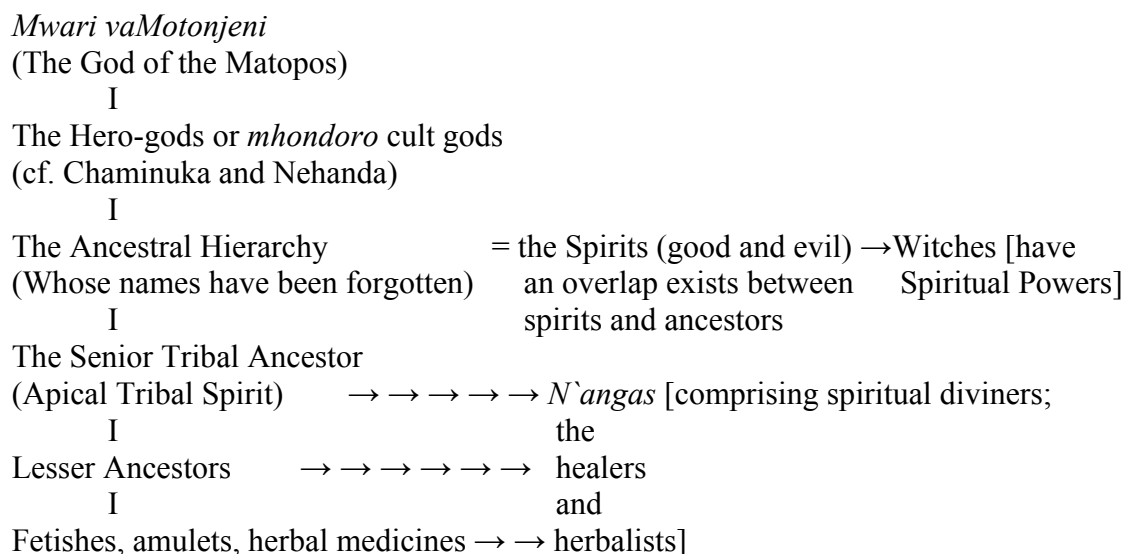 Mwari vaMotonjeni
(The God of the Matopos)
I
The Hero-gods or mhondoro cult gods
(cf. Chaminuka and Nehanda)
I
The Ancestral Hierarchy = the Spirits (good and evil) →Witches [have
(Whose names have been forgotten) an overlap exists between Spiritual Powers]
I spirits and ancestors
The Senior Tribal Ancestor
(Apical Tribal Spirit) → → → → → N`angas [comprising spiritual diviners;
I the
Lesser Ancestors → → → → → → healers
I and
Fetishes, amulets, herbal medicines → → herbalists]